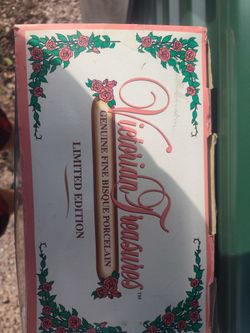 Victorian Treasures™
GENUINE FINE BISQUE PORCELAIN
LIMITED EDITION